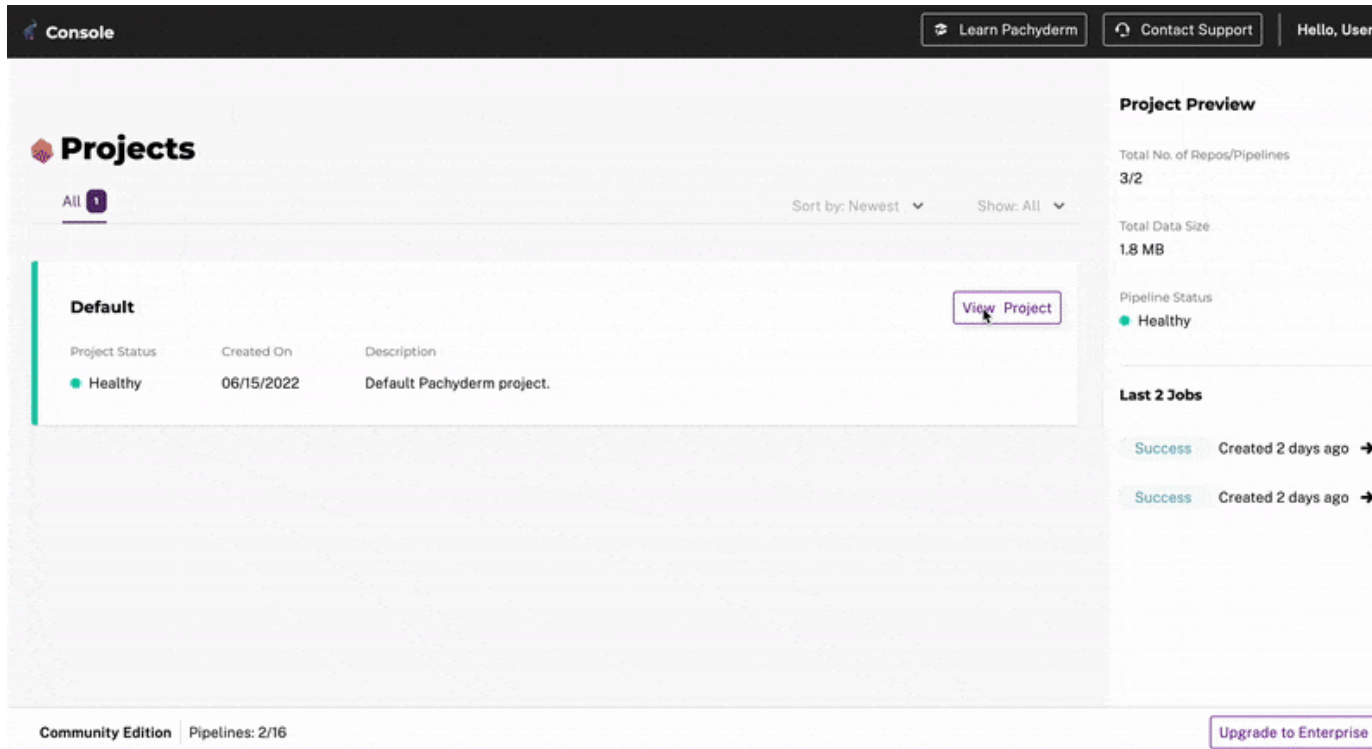 Console
Learn Pachyderm
Contact Support
Hello, User
Projects
All 1
Sort by: Newest
Show: All
Default
View Project
Project Status
Created On
Description
Healthy
06/15/2022
Default Pachyderm project.
Project Preview
Total No. of Repos/Pipelines
3/2
Total Data Size
1.8 MB
Pipeline Status
Healthy
Last 2 Jobs
Success Created 2 days ago
Success Created 2 days ago
Community Edition
Pipelines: 2/16
Upgrade to Enterprise